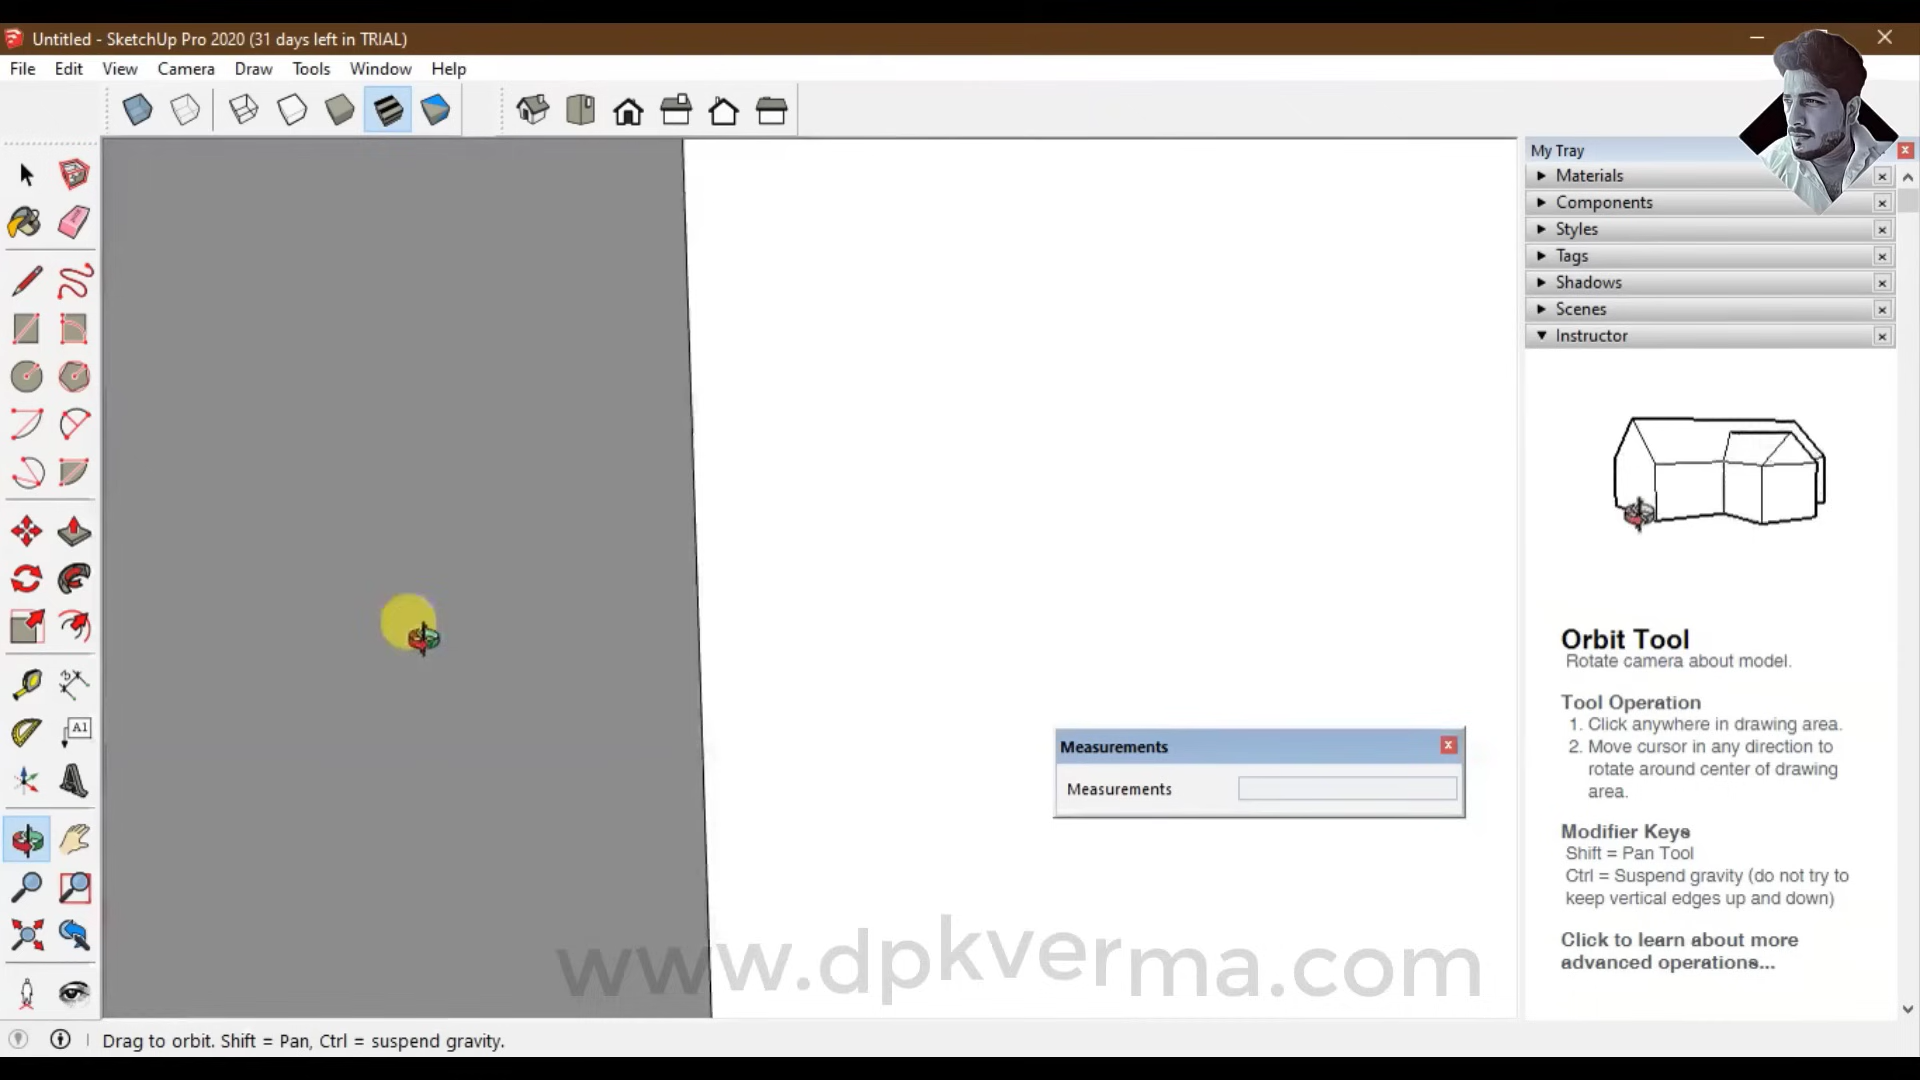 Untitled - SketchUp Pro 2020 (31 days left in TRIAL)
File Edit View Camera Draw Tools Window Help
My Tray
Materials
Components
Styles
Tags
Shadows
Scenes
Instructor
A1
Orbit Tool
Rotate camera about model.
Tool Operation
1. Click anywhere in drawing area.
2. Move cursor in any direction to
rotate around center of drawing
area.
Modifier Keys
Shift = Pan Tool
Ctrl = Suspend gravity (do not try to
keep vertical edges up and down)
Click to learn about more
advanced operations...
Measurements
Measurements
www.dpkverma.com
Drag to orbit. Shift = Pan, Ctrl = suspend gravity.